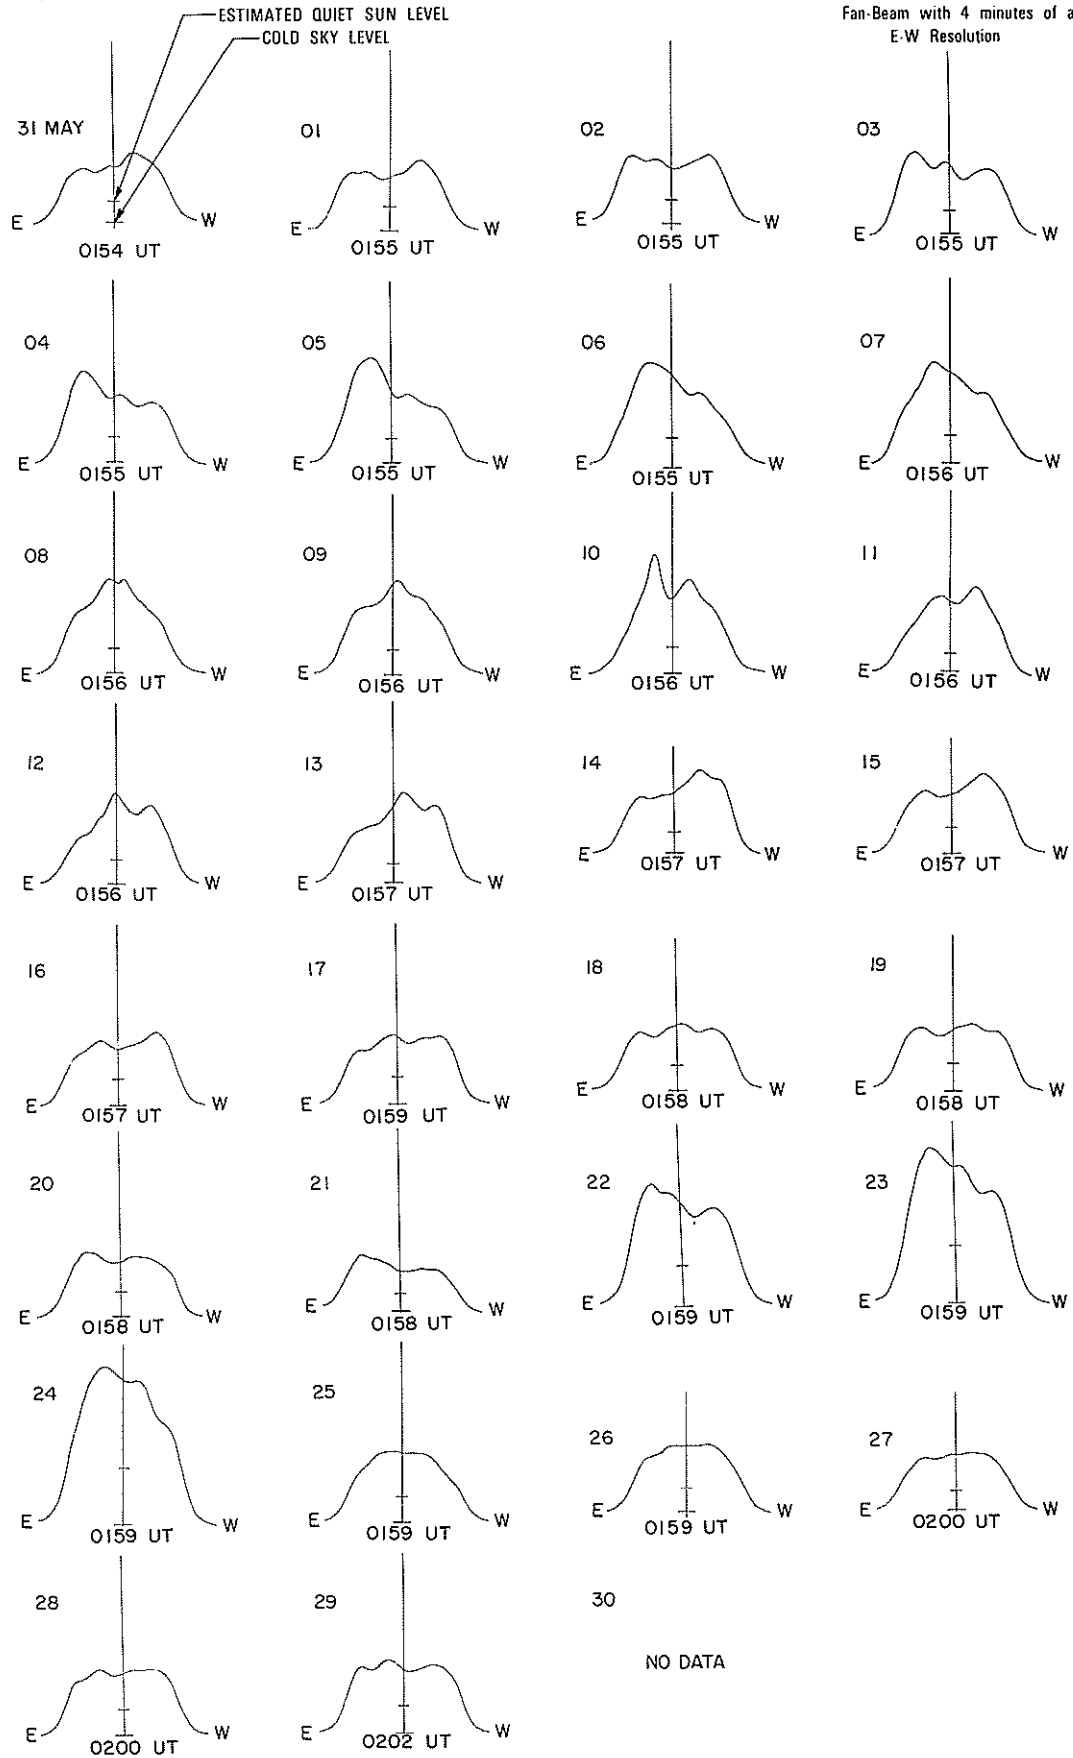 ESTIMATED QUIET SUN LEVEL
COLD SKY LEVEL
Fan-Beam with 4 minutes of a
E-W Resolution
31 MAY
E W
0154 UT
01
E W
0155 UT
02
E W
0155 UT
03
E W
0155 UT
04
E W
0155 UT
05
E W
0155 UT
06
E W
0155 UT
07
E W
0156 UT
08
E W
0156 UT
09
E W
0156 UT
10
E W
0156 UT
11
E W
0156 UT
12
E W
0156 UT
13
E W
0157 UT
14
E W
0157 UT
15
E W
0157 UT
16
E W
0157 UT
17
E W
0159 UT
18
E W
0158 UT
19
E W
0158 UT
20
E W
0158 UT
21
E W
0158 UT
22
E W
0159 UT
23
E W
0159 UT
24
E W
0159 UT
25
E W
0159 UT
26
E W
0159 UT
27
E W
0200 UT
28
E W
0200 UT
29
E W
0202 UT
30
NO DATA